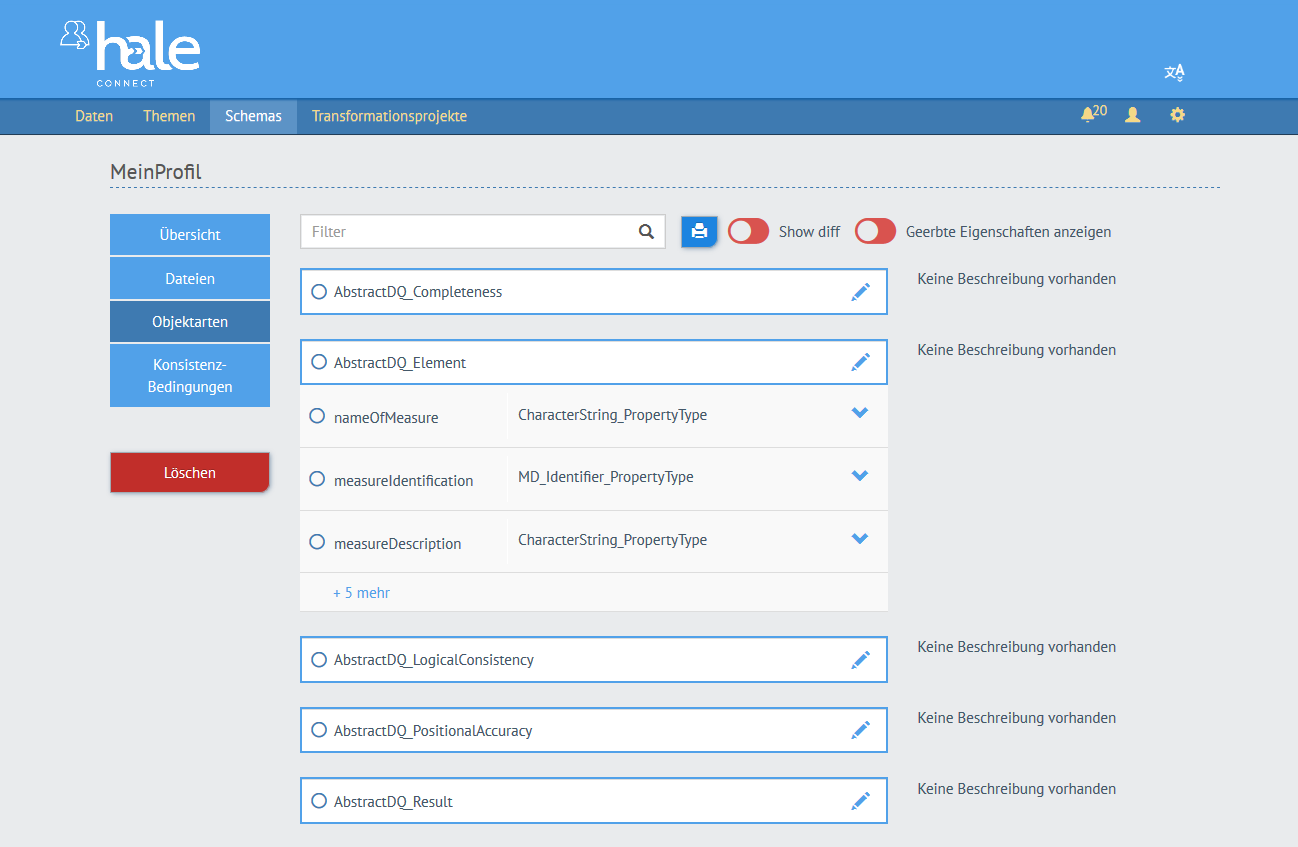 hale
CONNECT
文A
Daten Themen Schemas Transformationsprojekte 20
MeinProfil
Übersicht
Dateien
Objektarten
Konsistenz-
Bedingungen
Löschen
Filter Show diff Geerbte Eigenschaften anzeigen
AbstractDQ_Completeness Keine Beschreibung vorhanden
AbstractDQ_Element Keine Beschreibung vorhanden
nameOfMeasure CharacterString_PropertyType
measureIdentification MD_Identifier_PropertyType
measureDescription CharacterString_PropertyType
+ 5 mehr
AbstractDQ_LogicalConsistency Keine Beschreibung vorhanden
AbstractDQ_PositionalAccuracy Keine Beschreibung vorhanden
AbstractDQ_Result Keine Beschreibung vorhanden